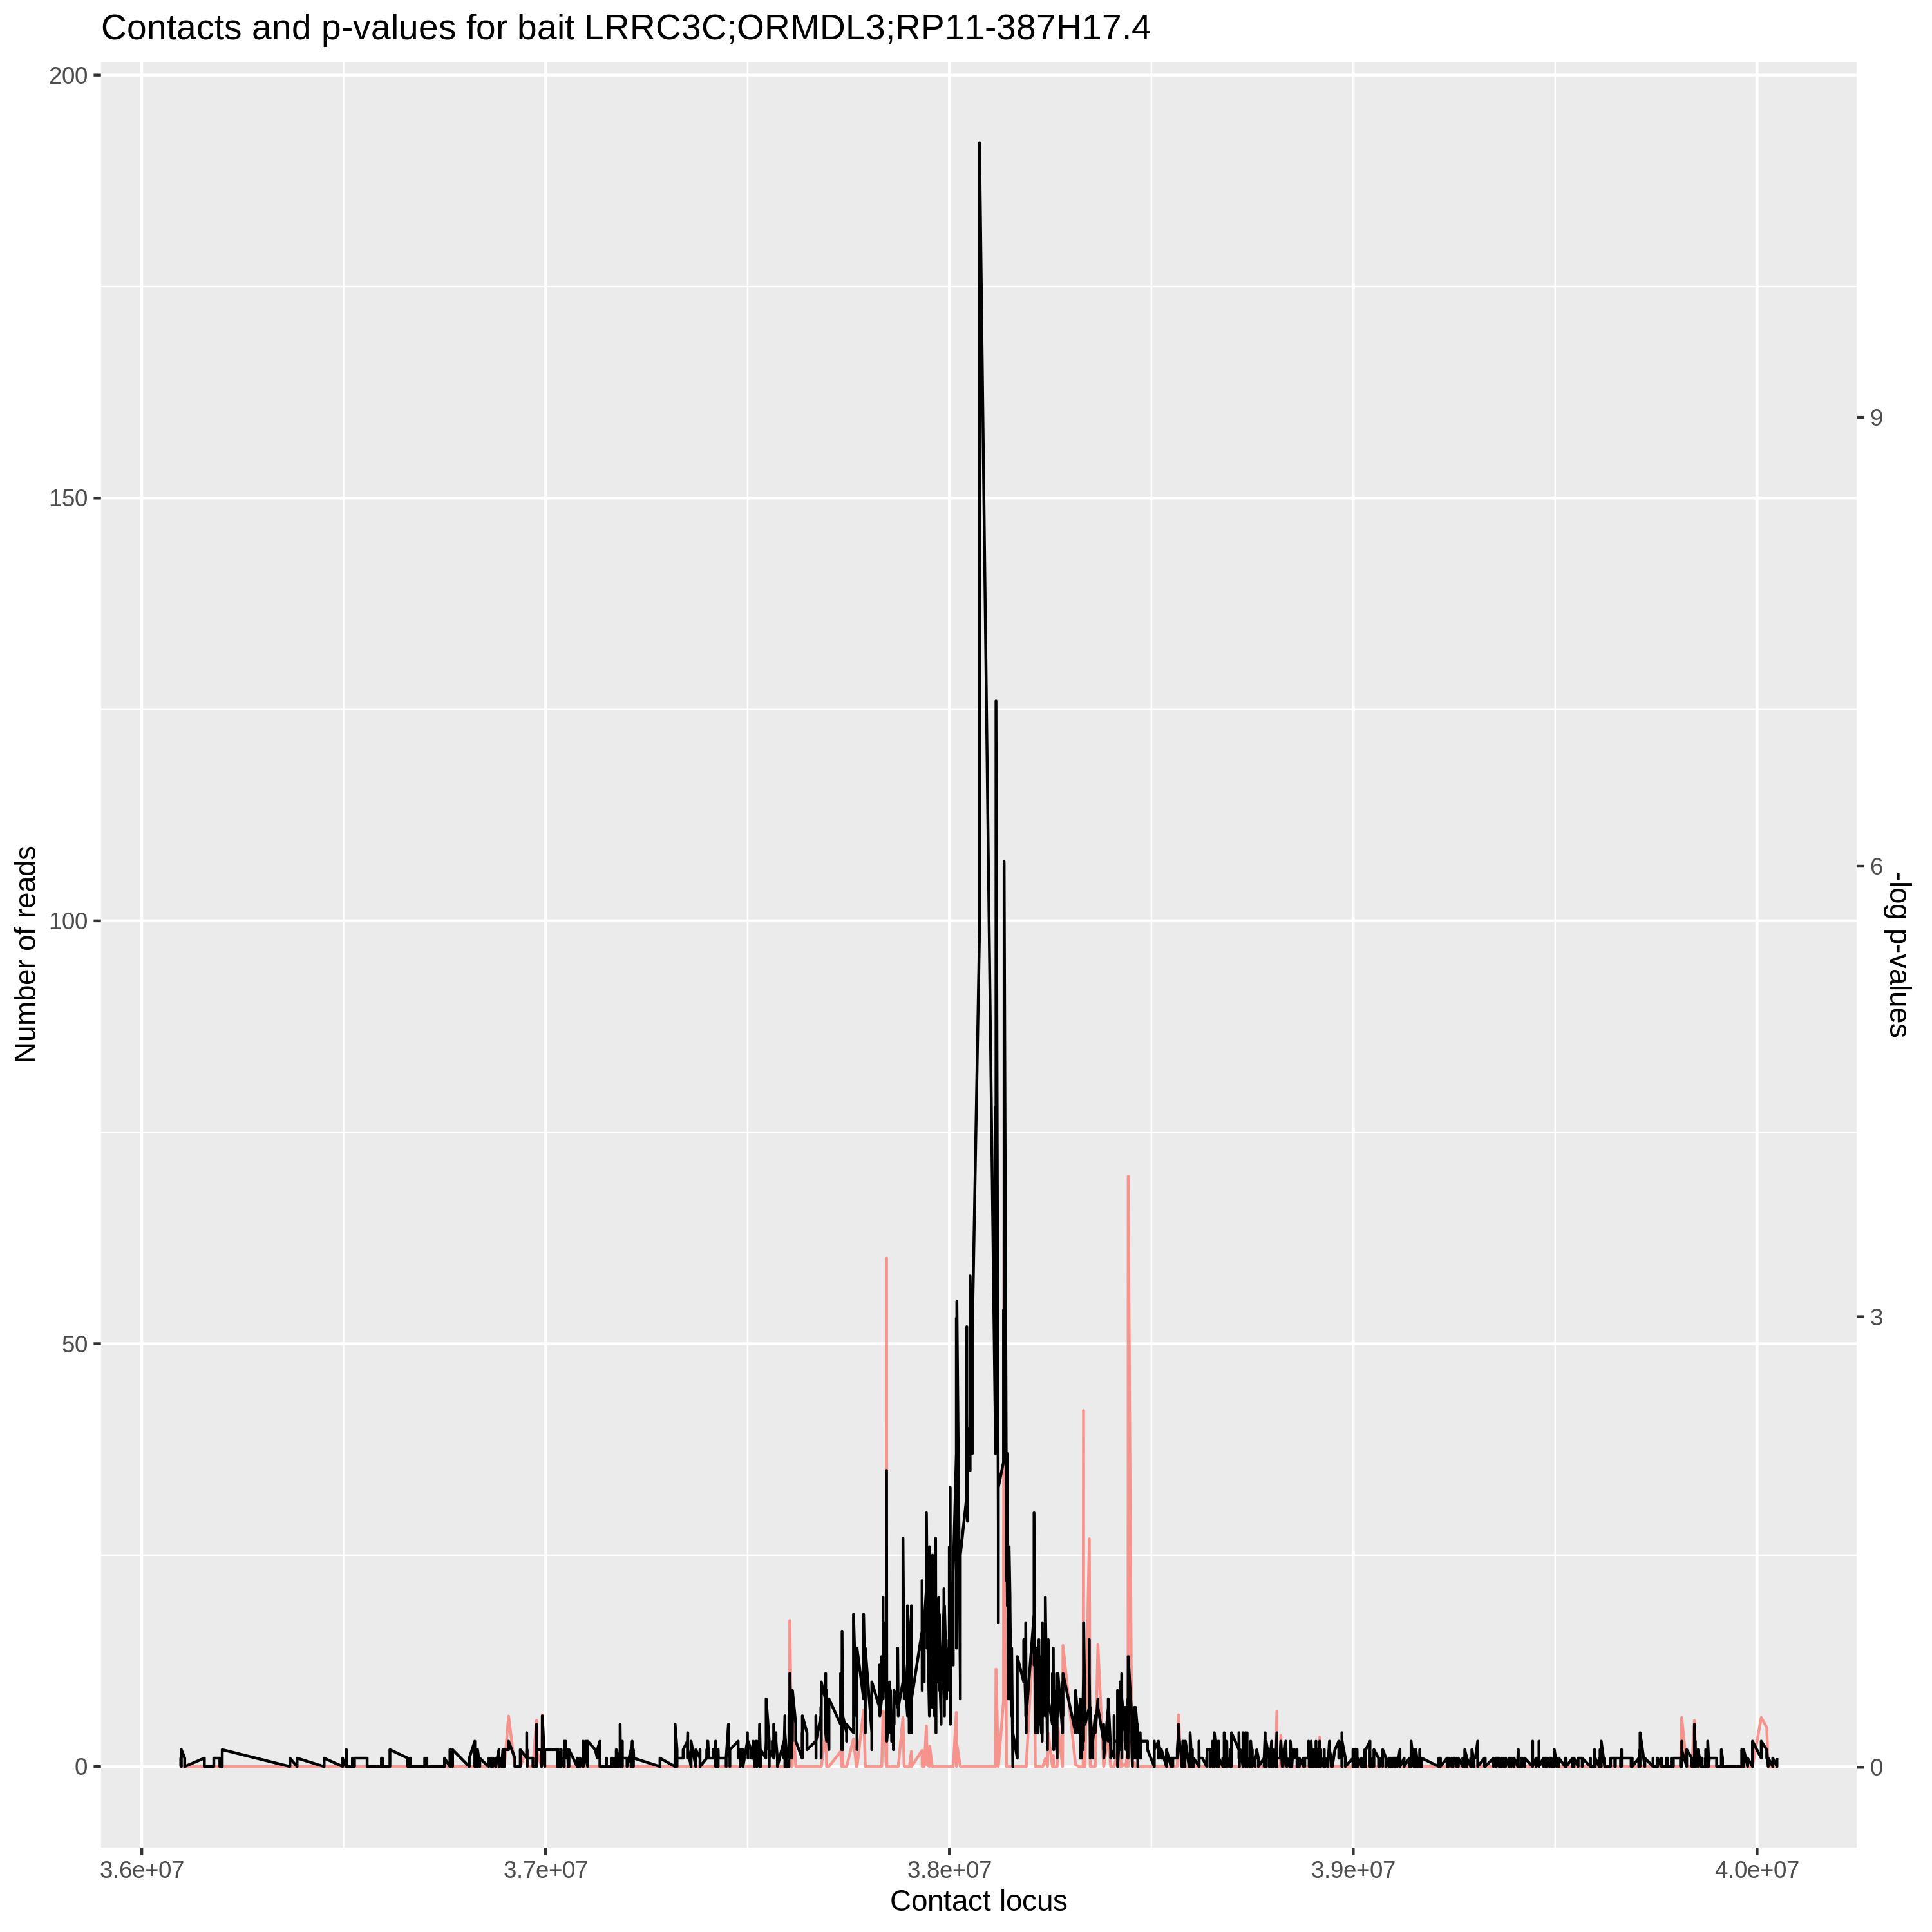 Contacts and p-values for bait LRRC3C;ORMDL3;RP11-387H17.4
200
150
100
50
0
Number of reads
9
6
3
0
-log p-values
3.6e+07 3.7e+07 3.8e+07 3.9e+07 4.0e+07
Contact locus